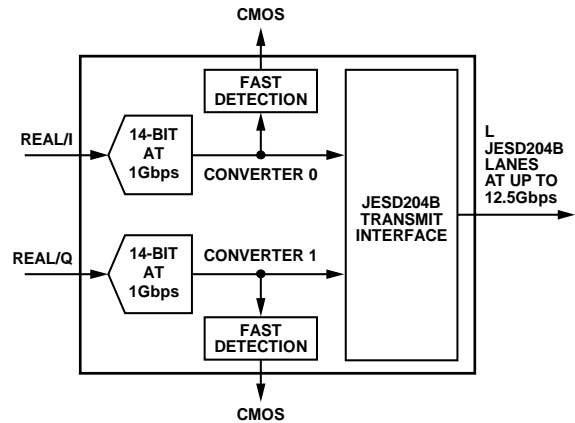 CMOS
FAST
DETECTION
REAL/I
14-BIT
AT
1Gbps
CONVERTER 0
JESD204B
TRANSMIT
INTERFACE
L
JESD204B
LANES
AT UP TO
12.5Gbps
REAL/Q
14-BIT
AT
1Gbps
CONVERTER 1
FAST
DETECTION
CMOS